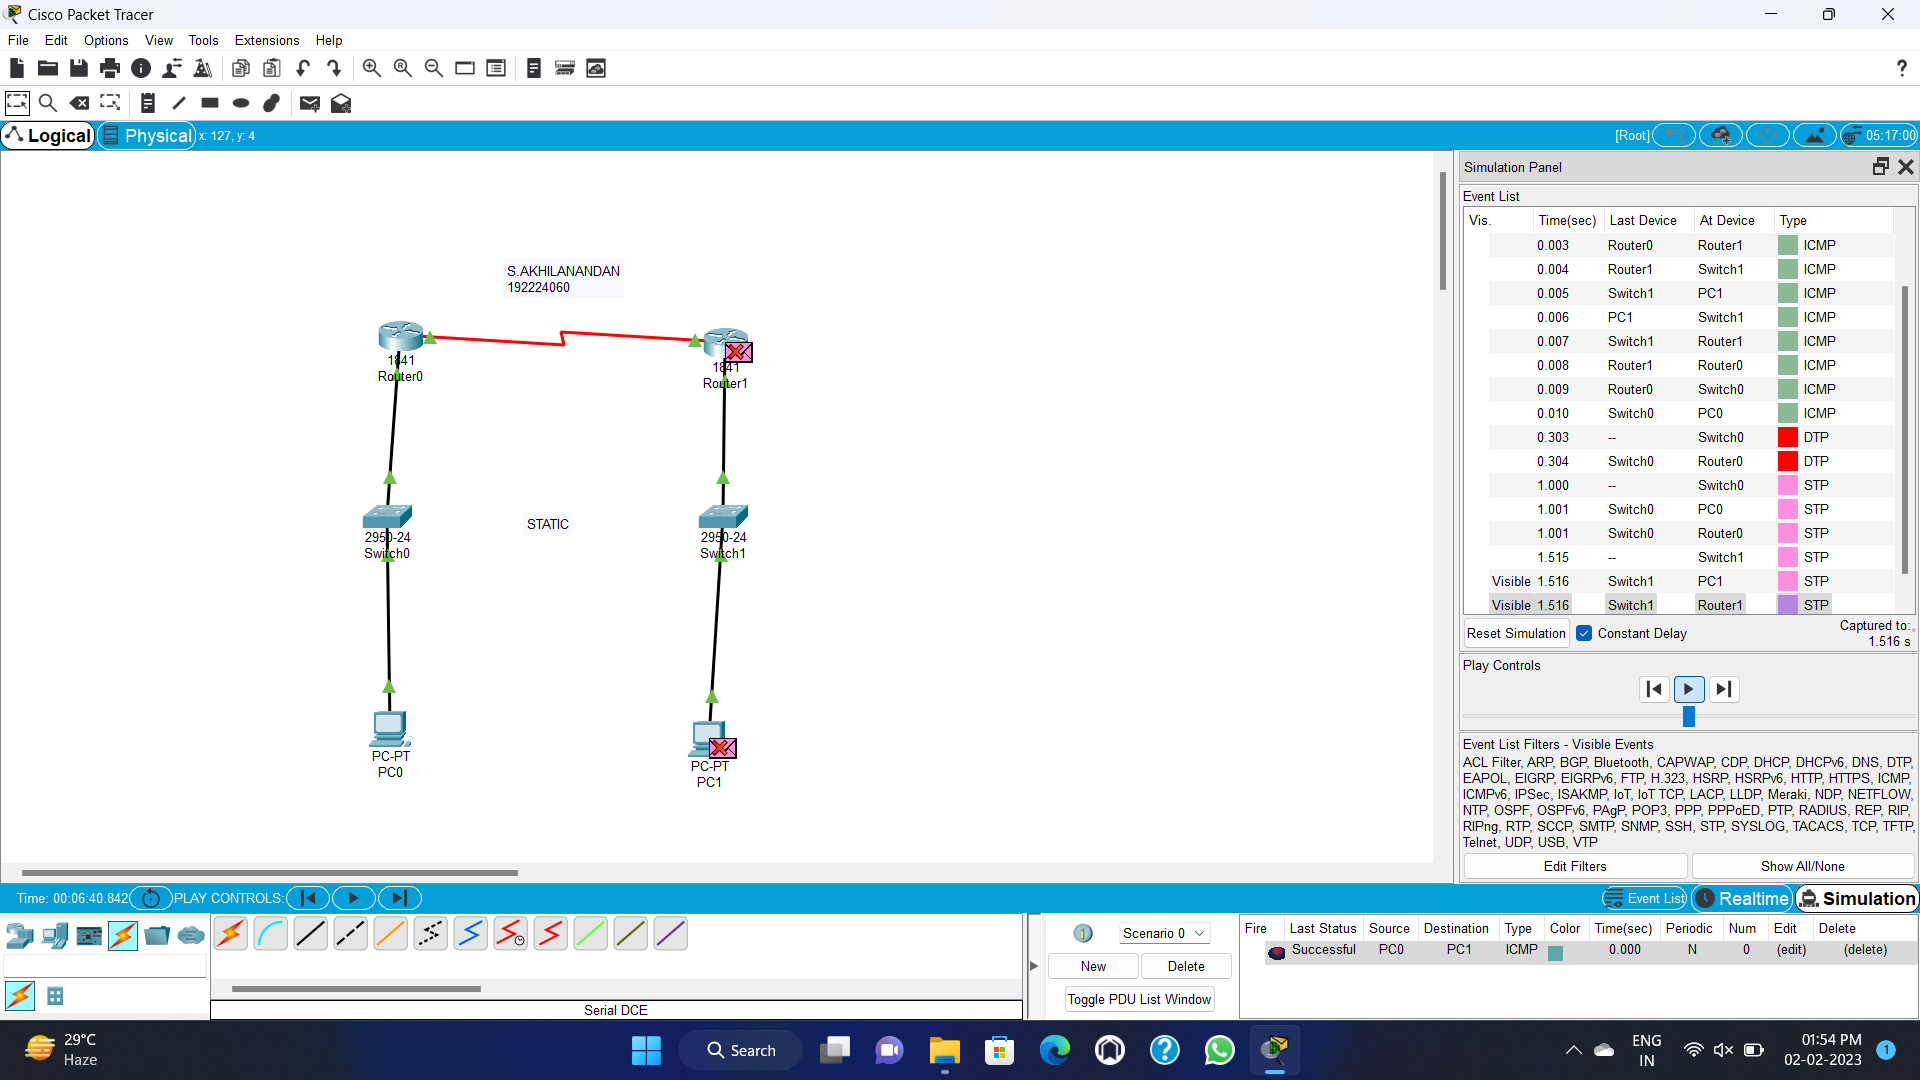 Cisco Packet Tracer
File Edit Options View Tools Extensions Help
?
Logical Physical x: 127, y: 4 [Root] 05:17:00
Simulation Panel
Event List
Vis. Time(sec) Last Device At Device Type
0.003 Router0 Router1 ICMP
0.004 Router1 Switch1 ICMP
0.005 Switch1 PC1 ICMP
0.006 PC1 Switch1 ICMP
0.007 Switch1 Router1 ICMP
0.008 Router1 Router0 ICMP
0.009 Router0 Switch0 ICMP
0.010 Switch0 PC0 ICMP
0.303 -- Switch0 DTP
0.304 Switch0 Router0 DTP
1.000 -- Switch0 STP
1.001 Switch0 PC0 STP
1.001 Switch0 Router0 STP
1.515 -- Switch1 STP
Visible 1.516 Switch1 PC1 STP
Visible 1.516 Switch1 Router1 STP
Reset Simulation Constant Delay Captured to:
1.516 s
Play Controls
Event List Filters - Visible Events
ACL Filter, ARP, BGP, Bluetooth, CAPWAP, CDP, DHCP, DHCPv6, DNS, DTP,
EAPOL, EIGRP, EIGRPv6, FTP, H.323, HSRP, HSRPv6, HTTP, HTTPS, ICMP,
ICMPv6, IPSec, ISAKMP, IoT, IoT TCP, LACP, LLDP, Meraki, NDP, NETFLOW,
NTP, OSPF, OSPFv6, PAgP, POP3, PPP, PPPoED, PTP, RADIUS, REP, RIP,
RIPng, RTP, SCCP, SMTP, SNMP, SSH, STP, SYSLOG, TACACS, TCP, TFTP,
Telnet, UDP, USB, VTP
Edit Filters Show All/None
S.AKHILANANDAN
192224060
1841
Router0
1841
Router1
2950-24
Switch0
STATIC
2950-24
Switch1
PC-PT
PC0
PC-PT
PC1
Time: 00:06:40.842 PLAY CONTROLS: Event List Realtime Simulation
Serial DCE
1 Scenario 0
New Delete
Toggle PDU List Window
Fire Last Status Source Destination Type Color Time(sec) Periodic Num Edit Delete
Successful PC0 PC1 ICMP 0.000 N 0 (edit) (delete)
29°C
Haze
Search
ENG
IN
01:54 PM
02-02-2023
1